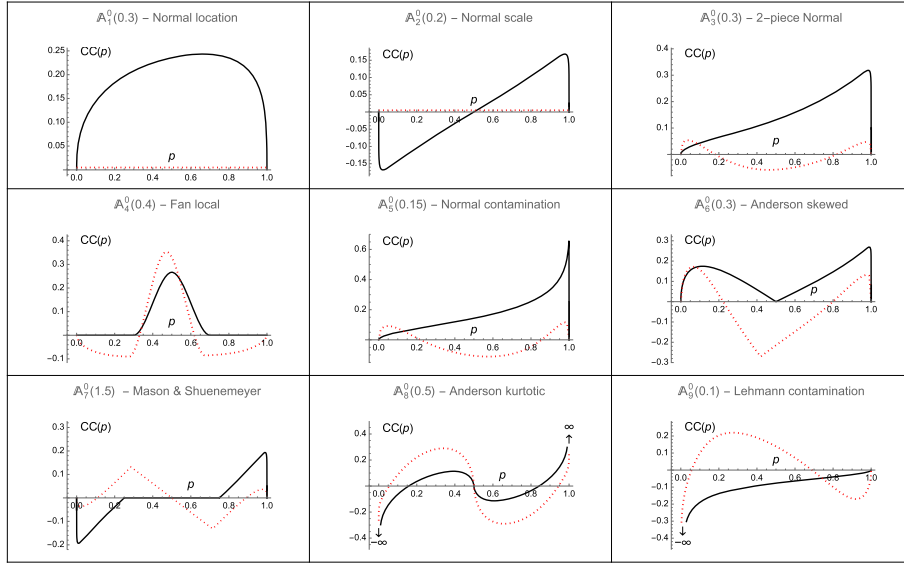 𝔸₁⁰(0.3) – Normal location
CC(p)
0.25
0.20
0.15
0.10
0.05
p
0.0 0.2 0.4 0.6 0.8 1.0
𝔸₂⁰(0.2) – Normal scale
CC(p)
0.15
0.10
0.05
p
0.0 0.2 0.4 0.6 0.8 1.0
−0.05
−0.10
−0.15
𝔸₃⁰(0.3) – 2-piece Normal
0.4
CC(p)
0.3
0.2
0.1
p
0.0 0.2 0.4 0.6 0.8 1.0
𝔸₄⁰(0.4) – Fan local
0.4
CC(p)
0.3
0.2
0.1
p
0.0 0.2 0.4 0.6 0.8 1.0
−0.1
𝔸₅⁰(0.15) – Normal contamination
CC(p)
0.6
0.4
0.2
p
0.0 0.2 0.4 0.6 0.8 1.0
𝔸₆⁰(0.3) – Anderson skewed
0.3
CC(p)
0.2
0.1
p
0.0 0.2 0.4 0.6 0.8 1.0
−0.1
−0.2
−0.3
𝔸₇⁰(1.5) – Mason & Shuenemeyer
0.3
CC(p)
0.2
0.1
p
0.0 0.2 0.4 0.6 0.8 1.0
−0.1
−0.2
𝔸₈⁰(0.5) – Anderson kurtotic
CC(p)
∞
↑
0.4
0.2
p
0.0 0.2 0.4 0.6 0.8 1.0
−0.2
−0.4
↓
−∞
𝔸₉⁰(0.1) – Lehmann contamination
CC(p)
0.2
0.1
p
0.0 0.2 0.4 0.6 0.8 1.0
−0.1
−0.2
−0.3
−0.4
↓
−∞